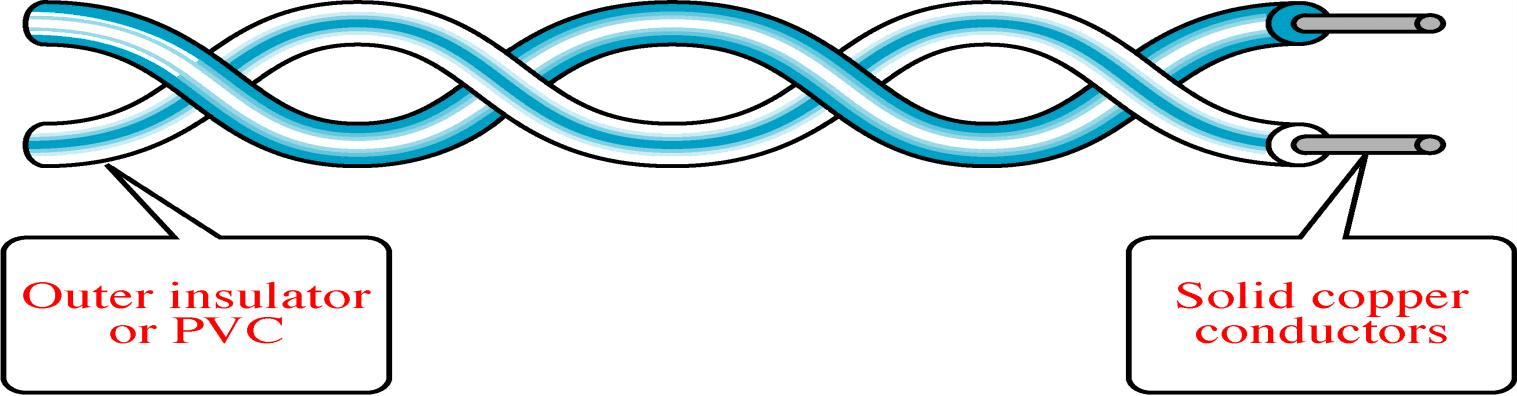 Outer insulator
or PVC
Solid copper
conductors